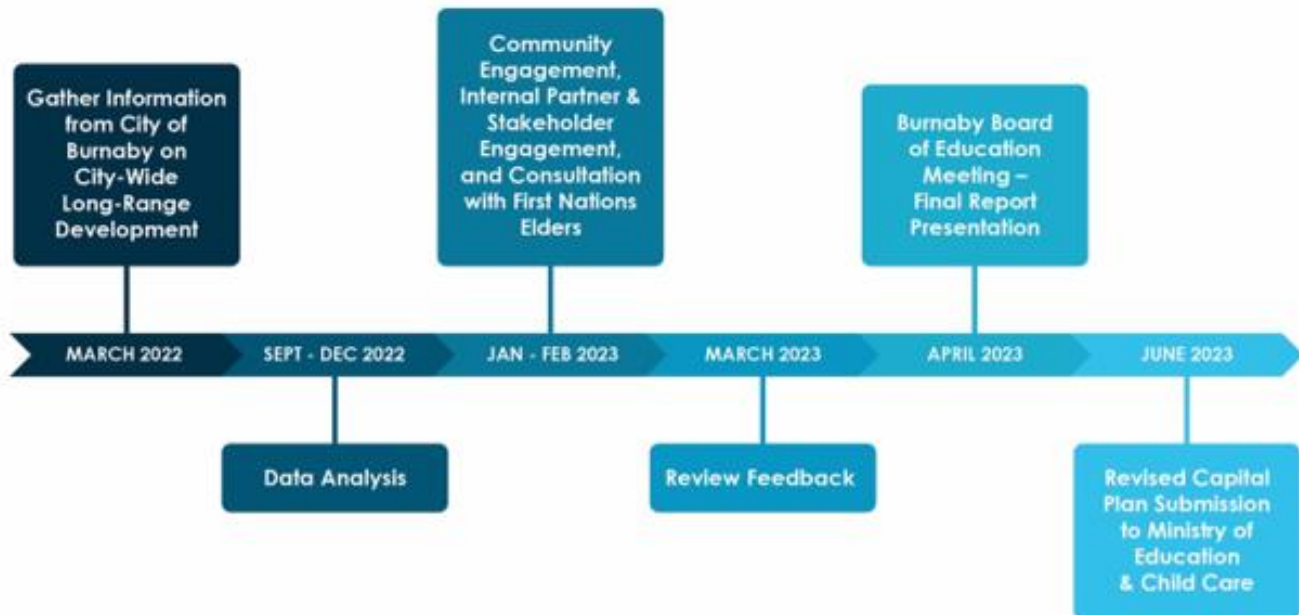 Gather Information
from City of
Burnaby on
City-Wide
Long-Range
Development
Community
Engagement,
Internal Partner &
Stakeholder
Engagement,
and Consultation
with First Nations
Elders
Burnaby Board
of Education
Meeting –
Final Report
Presentation
MARCH 2022
SEPT - DEC 2022
JAN - FEB 2023
MARCH 2023
APRIL 2023
JUNE 2023
Data Analysis
Review Feedback
Revised Capital
Plan Submission
to Ministry of
Education
& Child Care